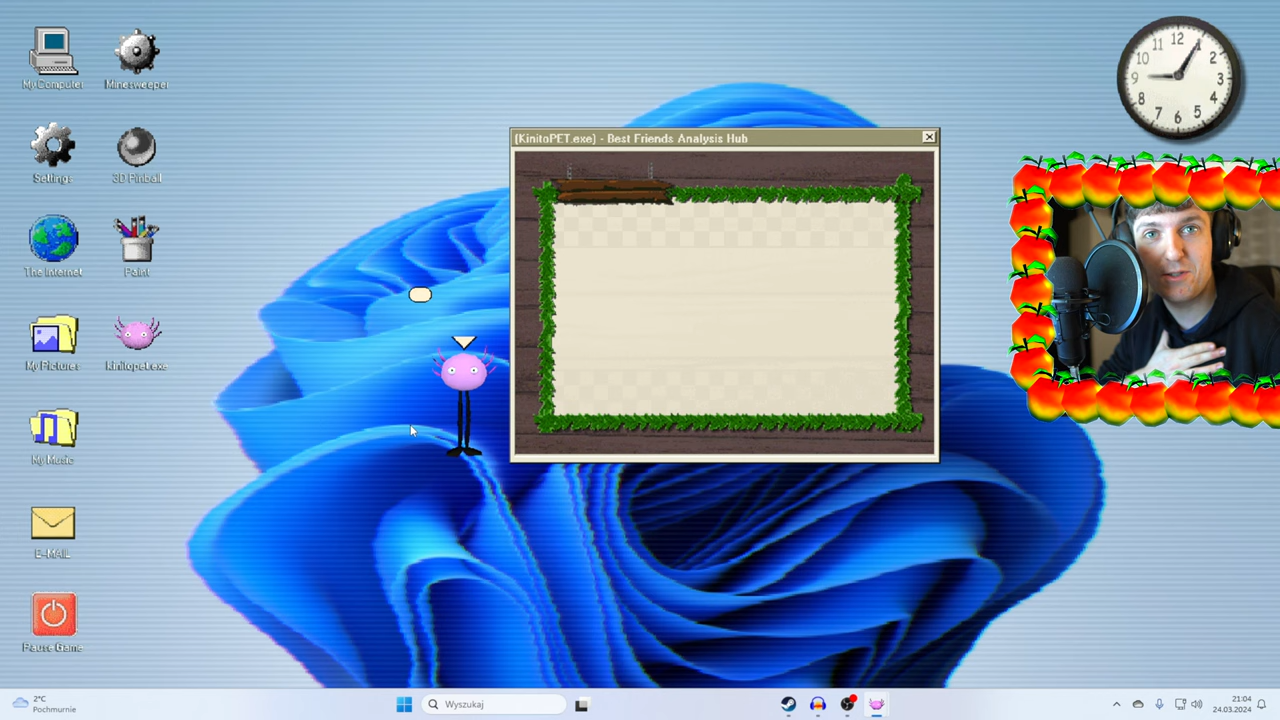 My Computer
Minesweeper
Settings
3D Pinball
The Internet
Paint
My Pictures
kinitopet.exe
My Music
E-MAIL
Pause Game
(KinitoPET.exe) - Best Friends Analysis Hub
12
1
2
3
4
5
6
7
8
9
10
11
2°C
Pochmurnie
Wyszukaj
21:04
24.03.2024